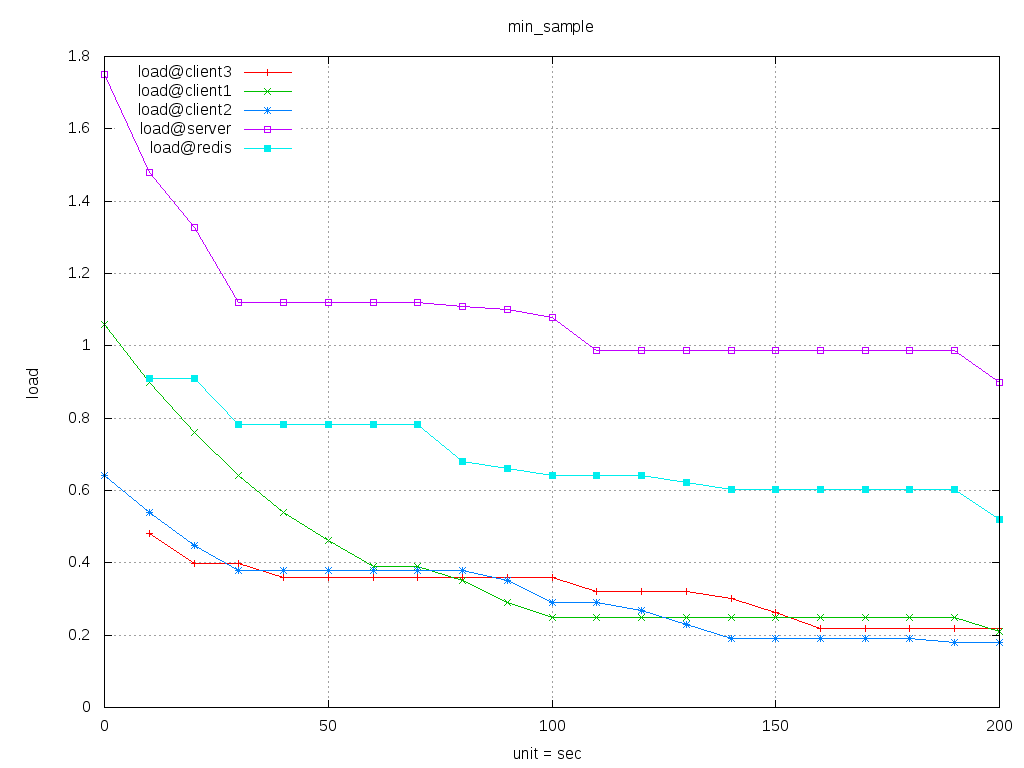 min_sample
load@client3
load@client1
load@client2
load@server
load@redis
1.8
1.6
1.4
1.2
1
0.8
0.6
0.4
0.2
0
load
0 50 100 150 200
unit = sec